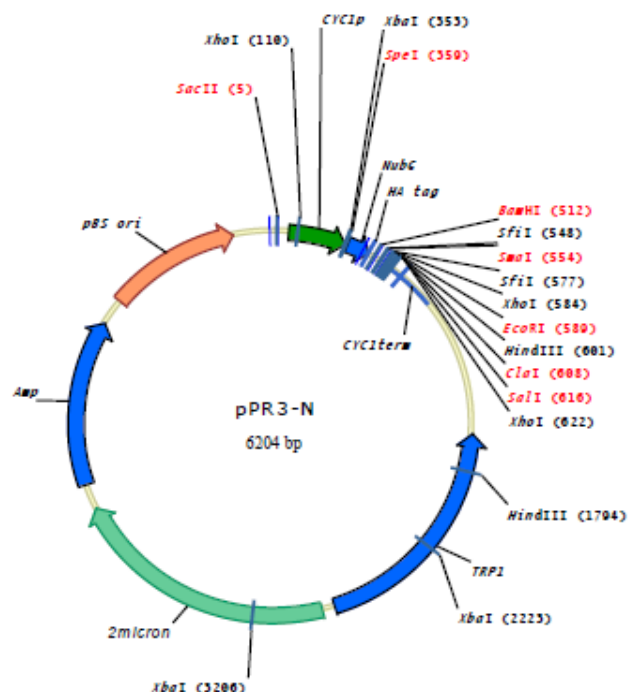 CYC1p
XbaI (353)
XhoI (110)
SpeI (359)
SacII (5)
NubG
HA tag
BamHI (512)
pBS ori
SfiI (548)
SmaI (554)
SfiI (577)
XhoI (584)
EcoRI (589)
CYC1term
HindIII (601)
ClaI (608)
Amp
SalI (616)
pPR3-N
XhoI (622)
6204 bp
HindIII (1794)
TRP1
2micron
XbaI (2223)
XbaI (3206)